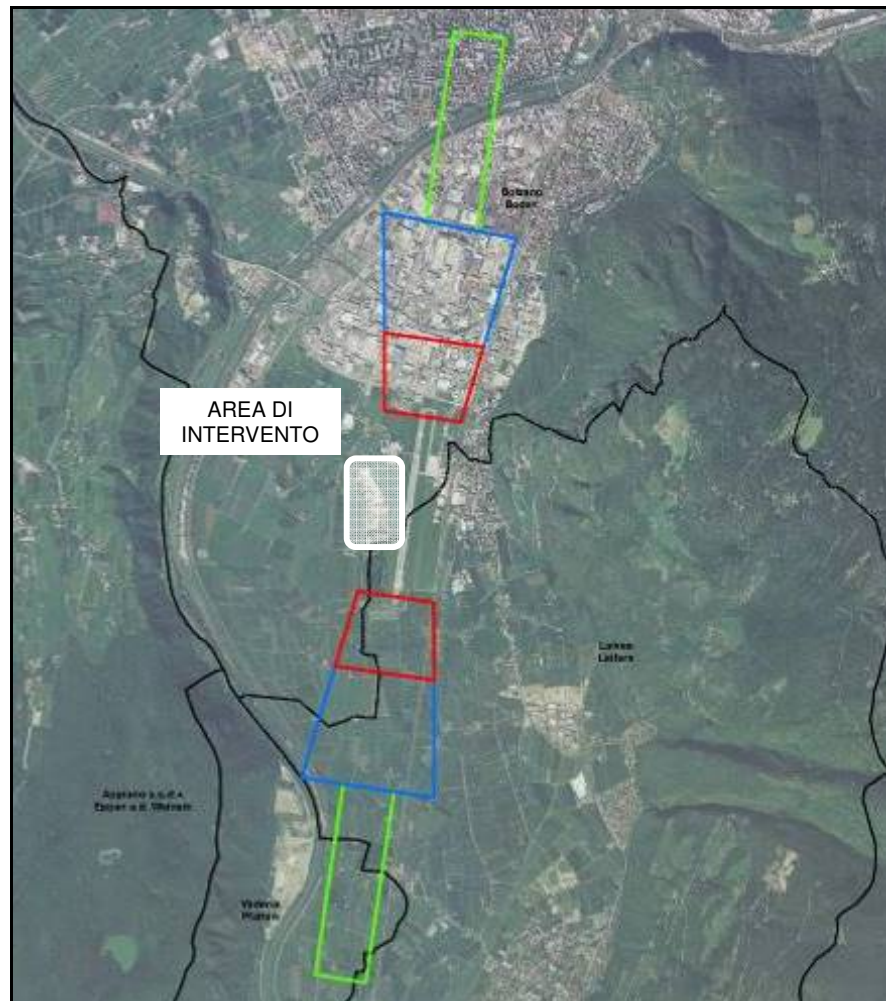 Bolzano
Bozen
AREA DI
INTERVENTO
Laives
Leifers
Appiano s.s.d.v.
Eppan a.d. Weinstr.
Vadena
Pfatten